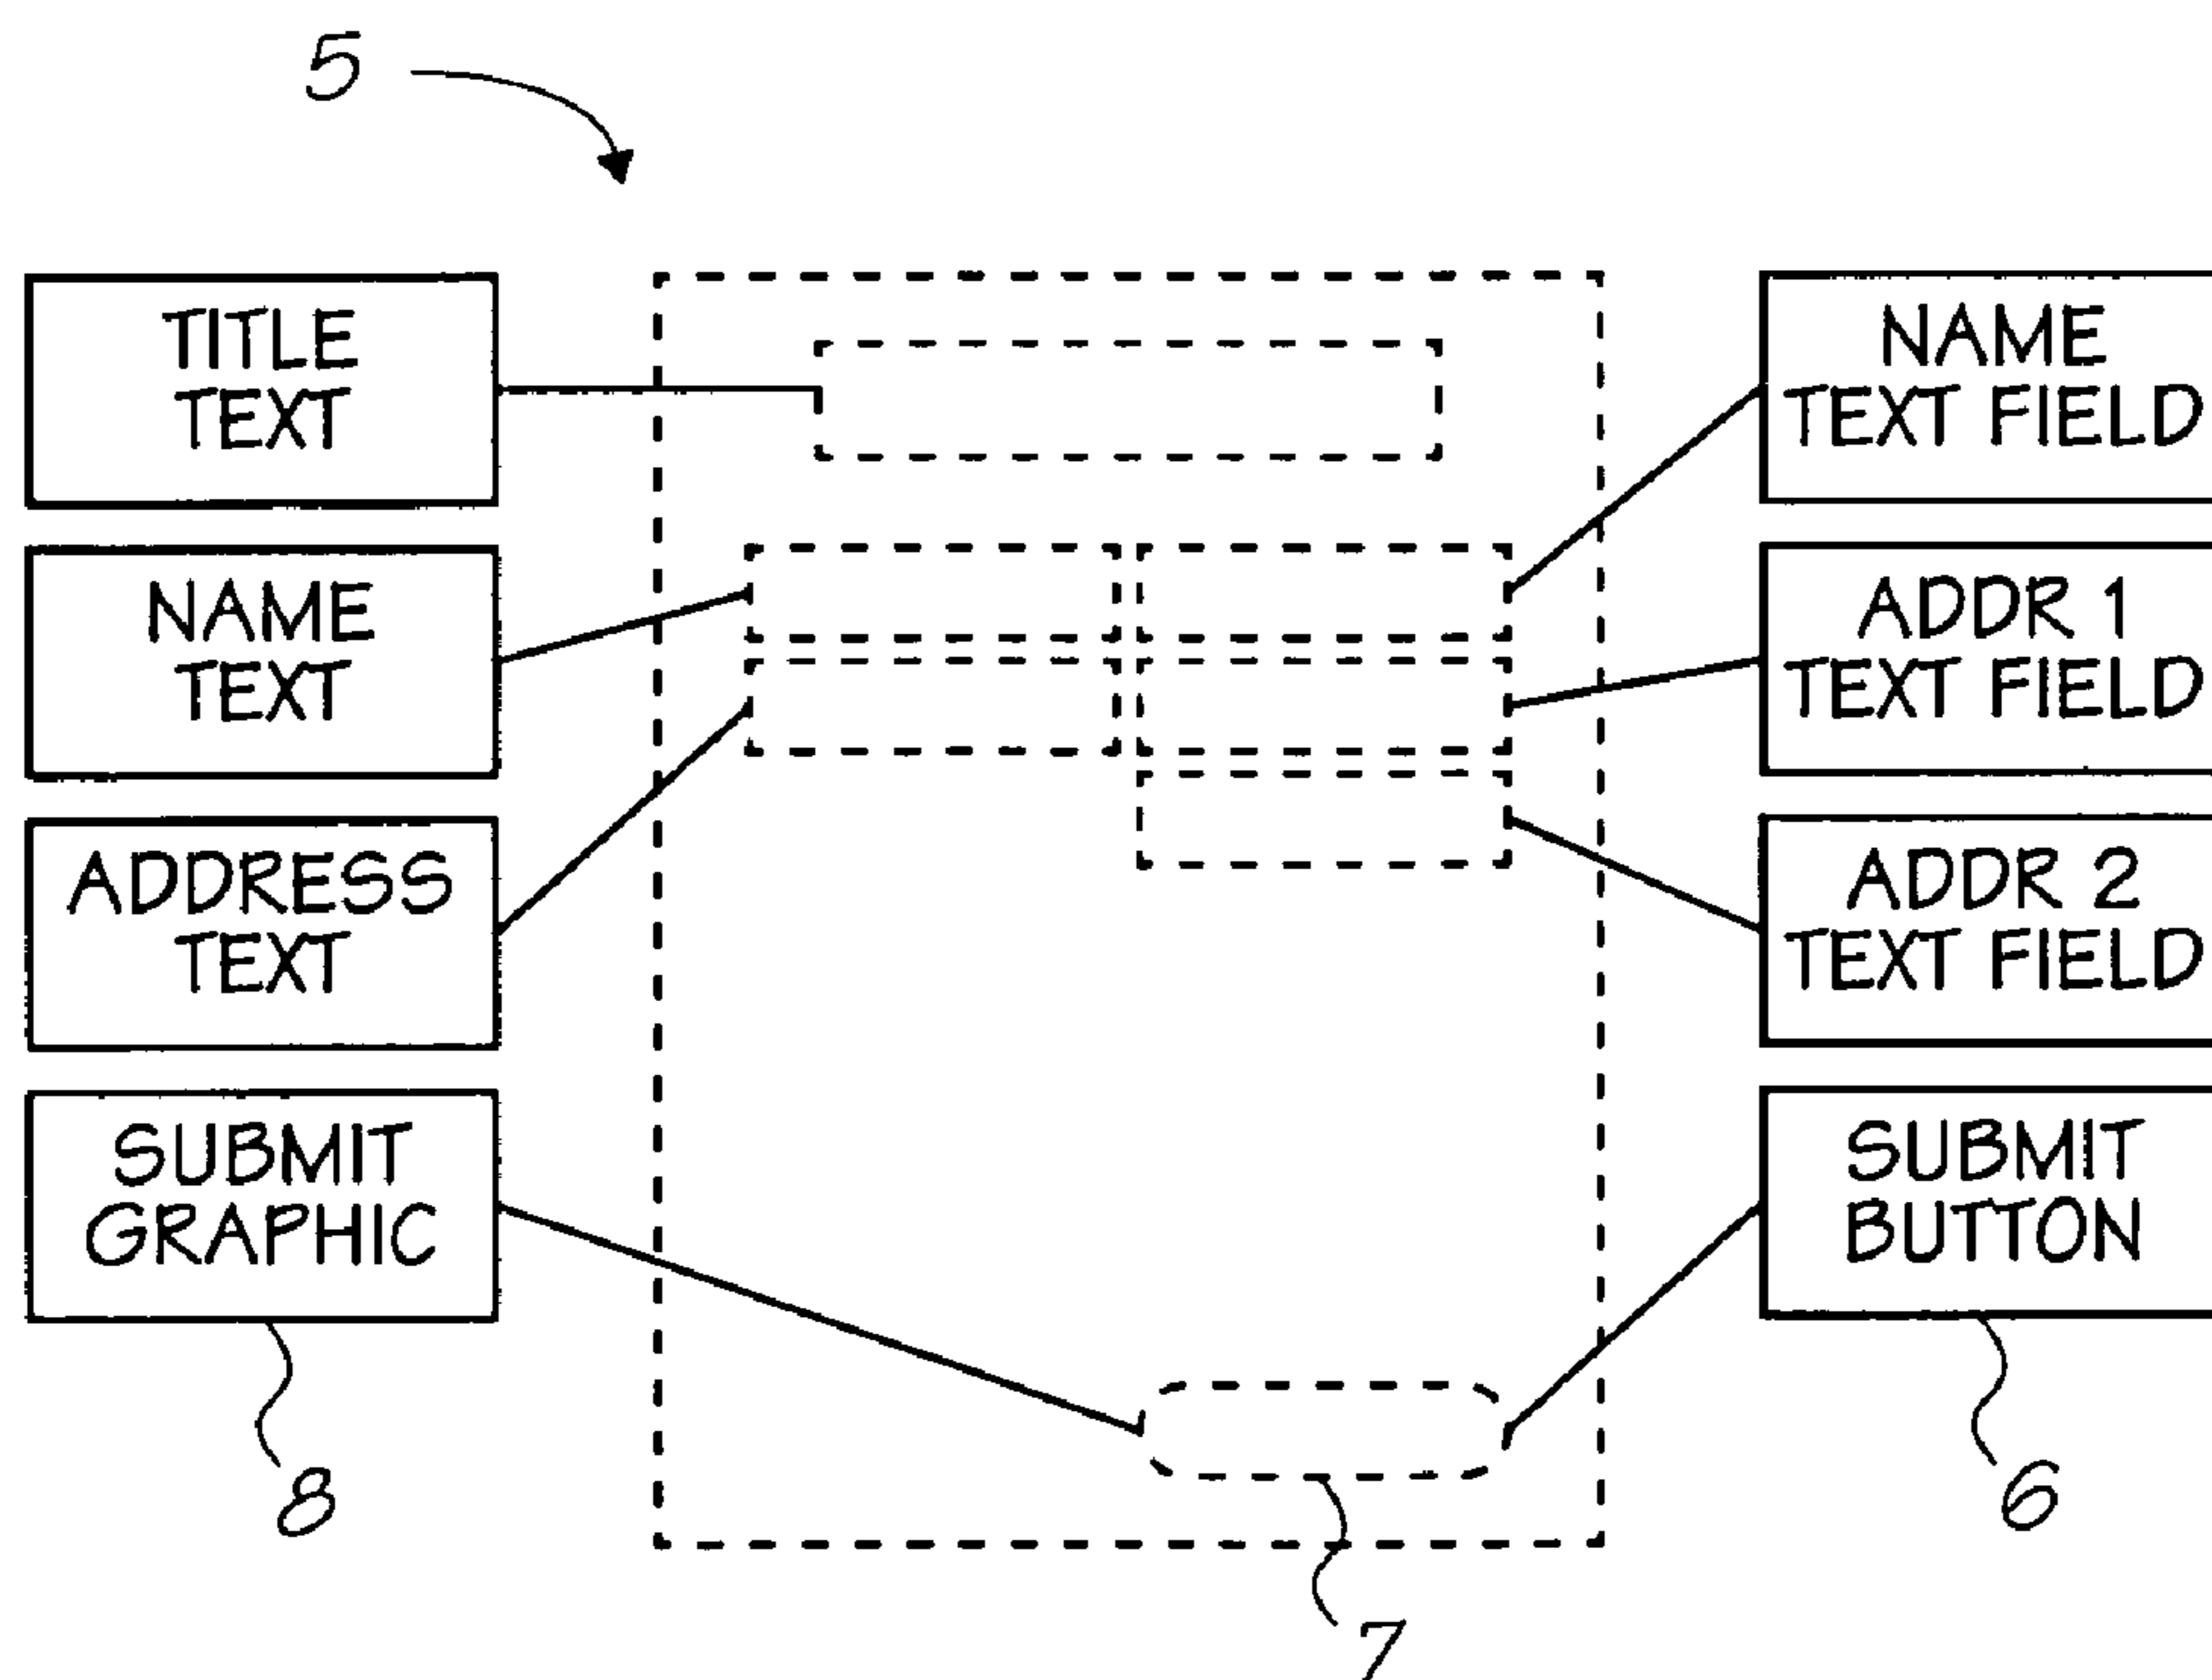 5
TITLE
TEXT
NAME
TEXT
ADDRESS
TEXT
SUBMIT
GRAPHIC
NAME
TEXT FIELD
ADDR 1
TEXT FIELD
ADDR 2
TEXT FIELD
SUBMIT
BUTTON
8
6
7